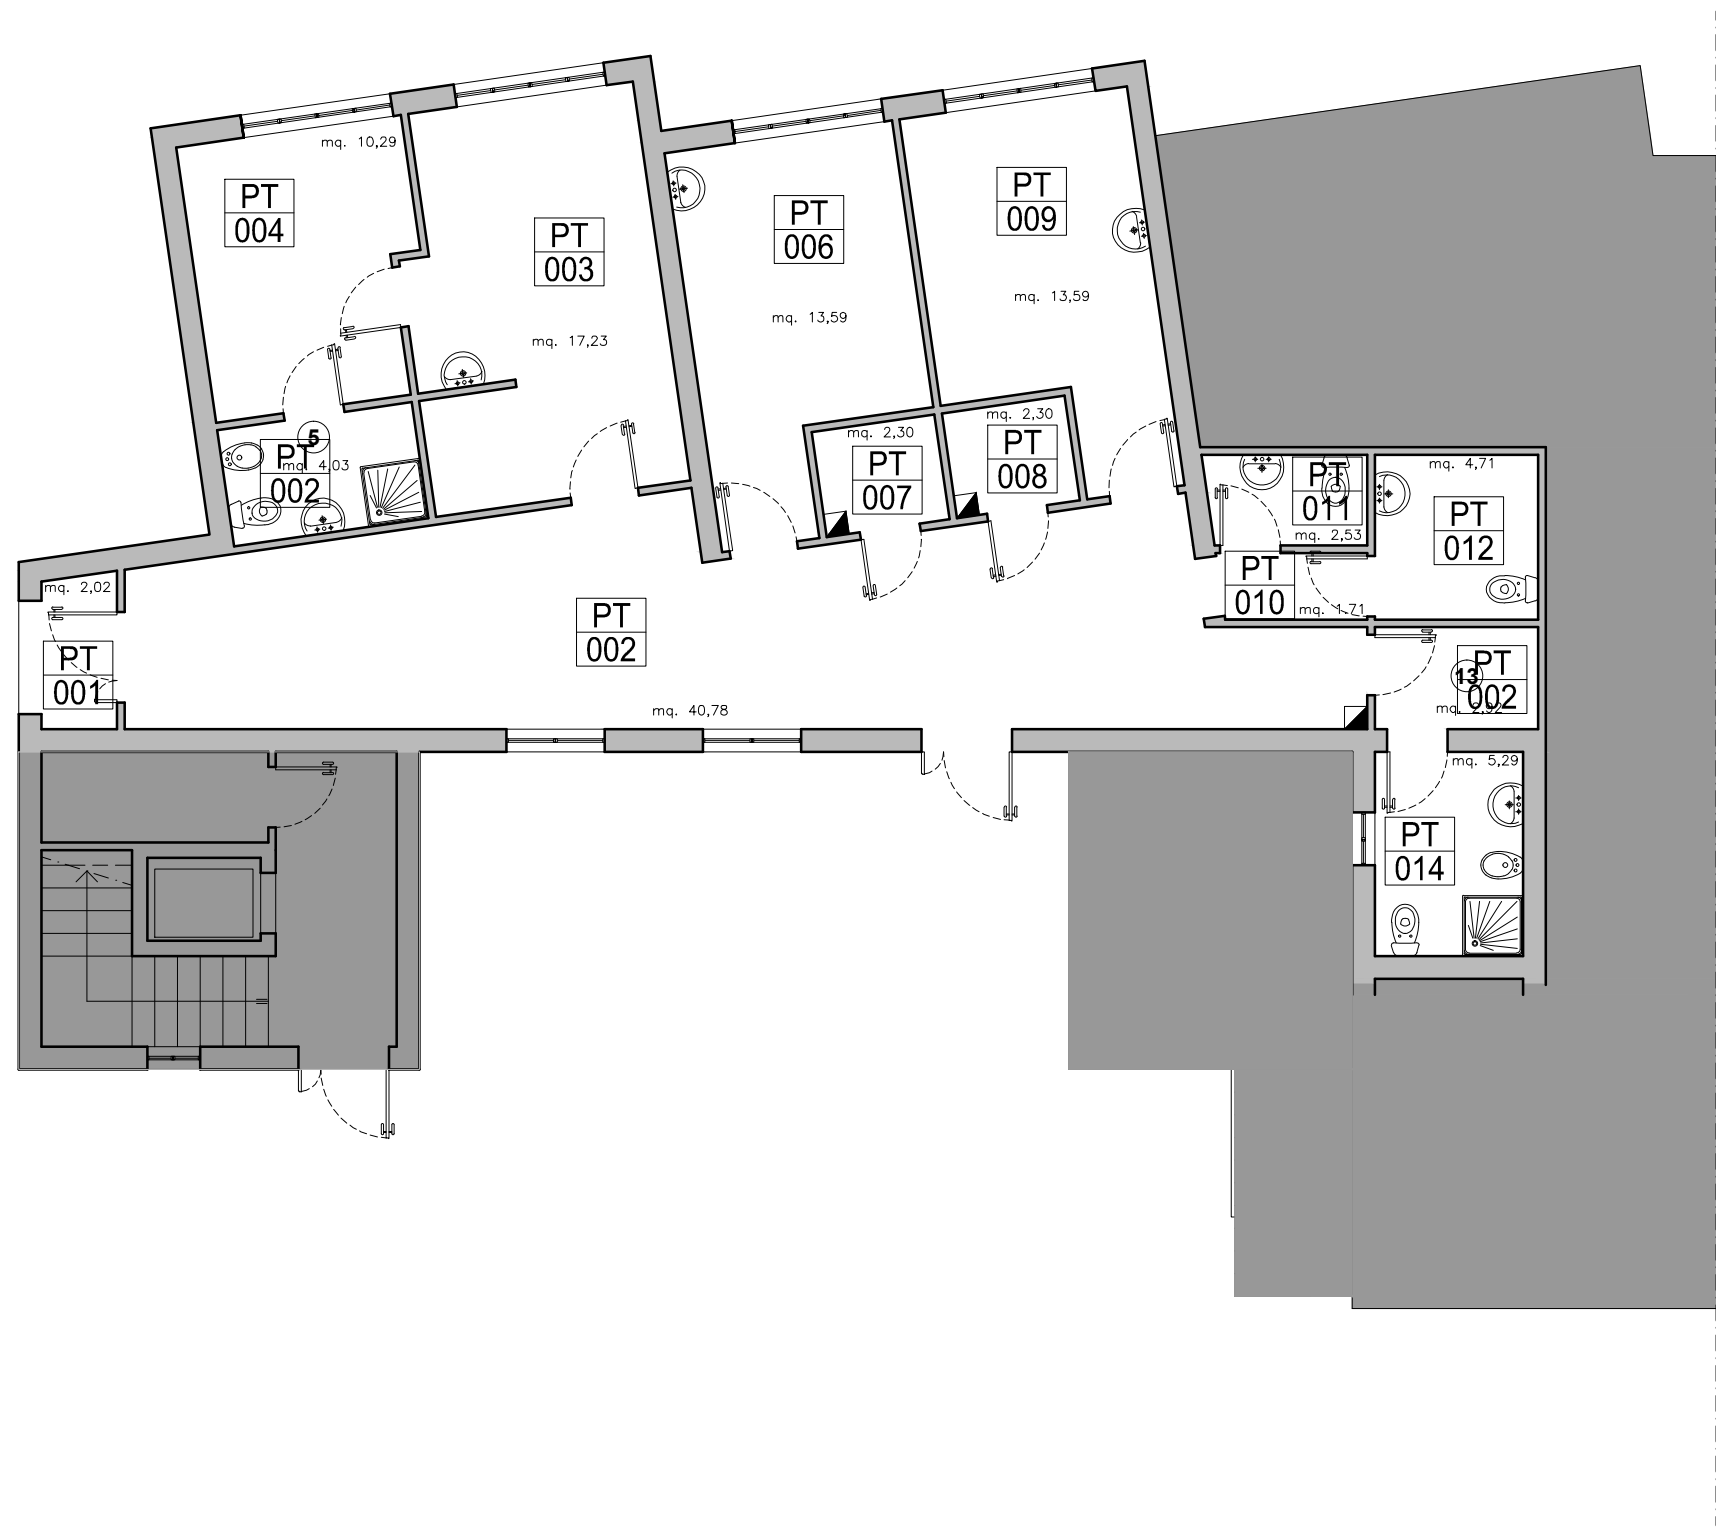 mq. 10,29
PT
004
PT
003
mq. 17,23
PT
006
mq. 13,59
PT
009
mq. 13,59
5
PT
002
mq. 4,03
mq. 2,30
PT
007
mq. 2,30
PT
008
PT
011
mq. 2,53
mq. 4,71
PT
012
PT
010
mq. 1,71
mq. 2,02
PT
001
PT
002
mq. 40,78
13
PT
002
mq. 2,92
mq. 5,29
PT
014